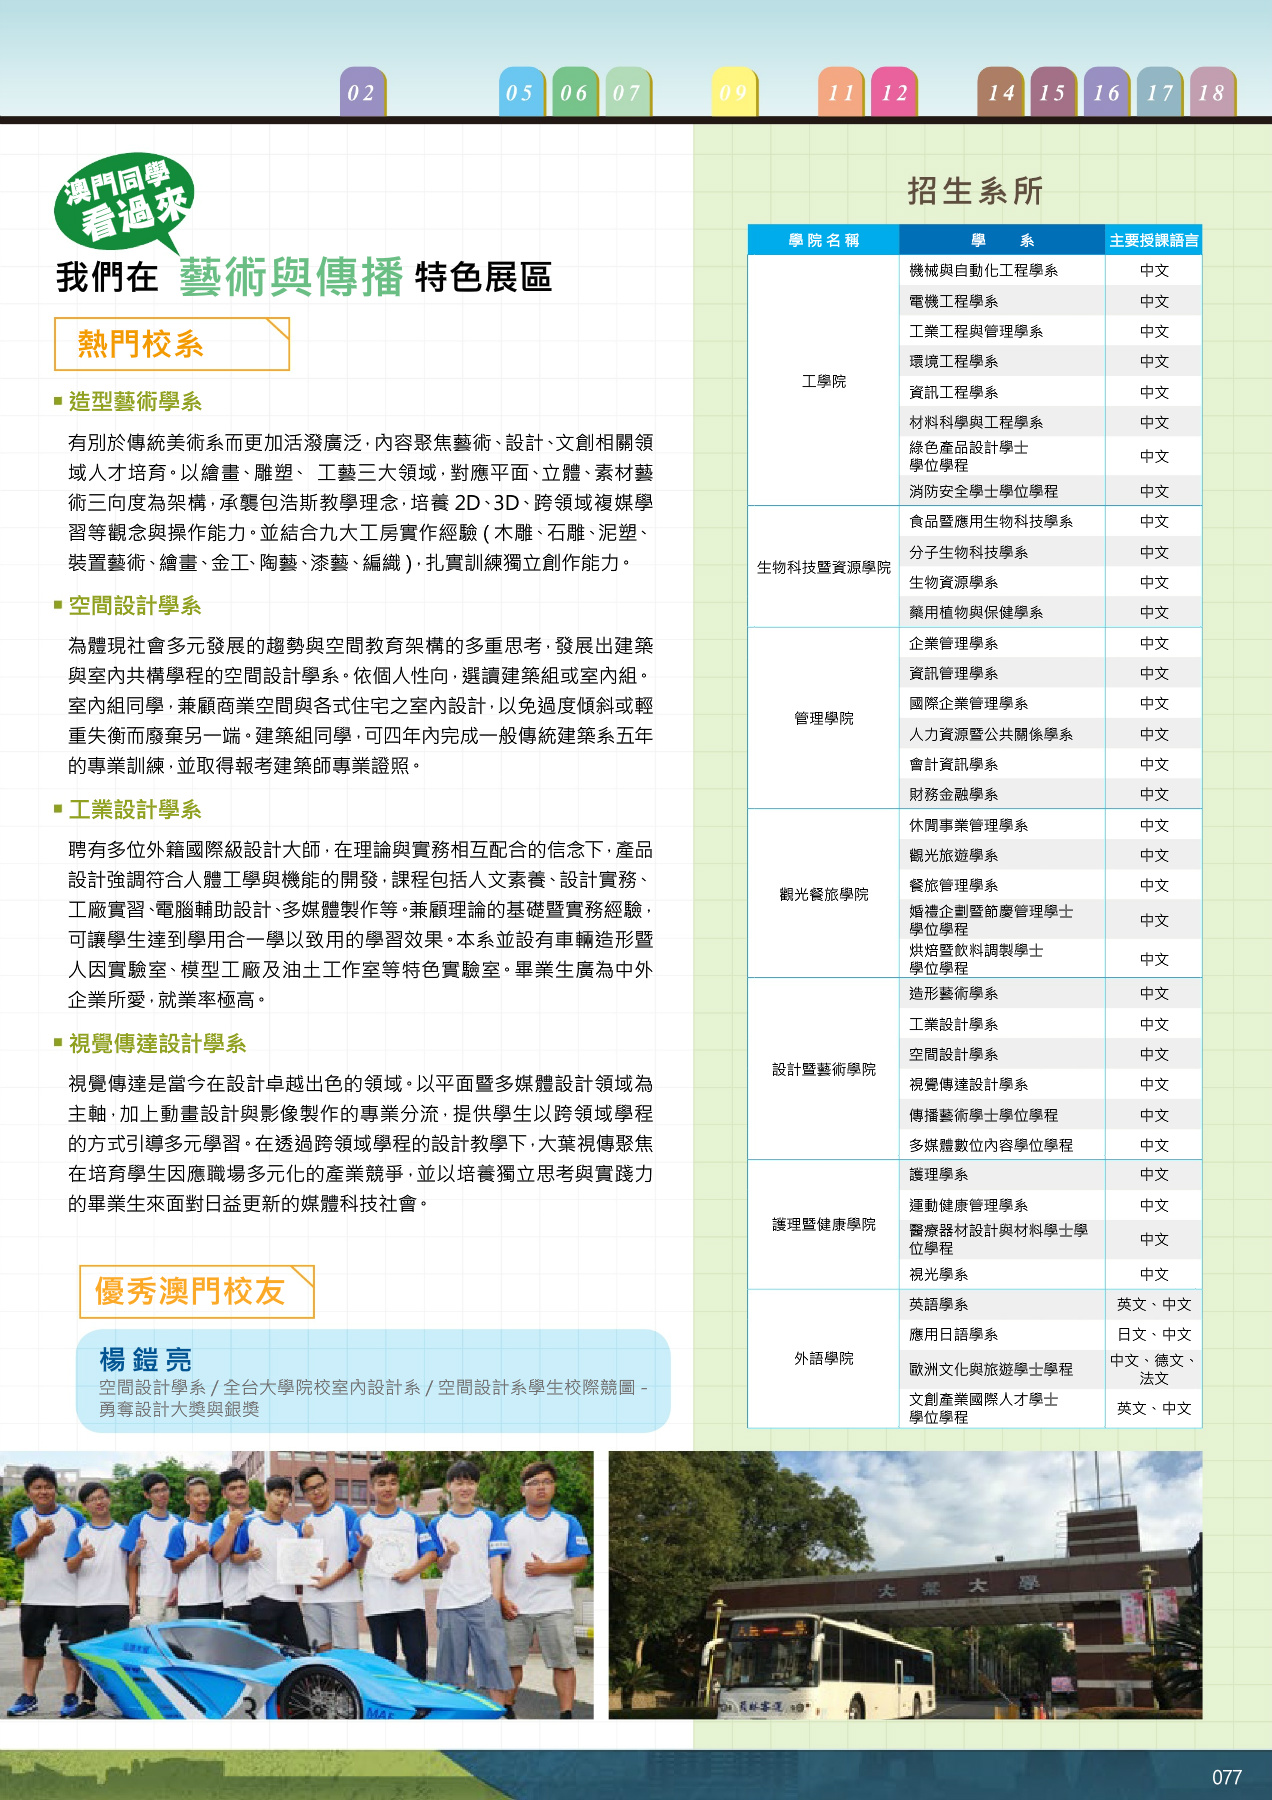 02
05
06
07
09
11
12
14
15
16
17
18
澳門同學
看過來
我們在 藝術與傳播 特色展區
熱門校系
造型藝術學系
有別於傳統美術系而更加活潑廣泛，內容聚焦藝術、設計、文創相關領
域人才培育。以繪畫、雕塑、 工藝三大領域，對應平面、立體、素材藝
術三向度為架構，承襲包浩斯教學理念，培養 2D、3D、跨領域複媒學
習等觀念與操作能力。並結合九大工房實作經驗 ( 木雕、石雕、泥塑、
裝置藝術、繪畫、金工、陶藝、漆藝、編織 )，扎實訓練獨立創作能力。
空間設計學系
為體現社會多元發展的趨勢與空間教育架構的多重思考，發展出建築
與室內共構學程的空間設計學系。依個人性向，選讀建築組或室內組。
室內組同學，兼顧商業空間與各式住宅之室內設計，以免過度傾斜或輕
重失衡而廢棄另一端。建築組同學，可四年內完成一般傳統建築系五年
的專業訓練，並取得報考建築師專業證照。
工業設計學系
聘有多位外籍國際級設計大師，在理論與實務相互配合的信念下，產品
設計強調符合人體工學與機能的開發，課程包括人文素養、設計實務、
工廠實習、電腦輔助設計、多媒體製作等。兼顧理論的基礎暨實務經驗，
可讓學生達到學用合一學以致用的學習效果。本系並設有車輛造形暨
人因實驗室、模型工廠及油土工作室等特色實驗室。畢業生廣為中外
企業所愛，就業率極高。
視覺傳達設計學系
視覺傳達是當今在設計卓越出色的領域。以平面暨多媒體設計領域為
主軸，加上動畫設計與影像製作的專業分流，提供學生以跨領域學程
的方式引導多元學習。在透過跨領域學程的設計教學下，大葉視傳聚焦
在培育學生因應職場多元化的產業競爭，並以培養獨立思考與實踐力
的畢業生來面對日益更新的媒體科技社會。
優秀澳門校友
楊鎧亮
空間設計學系 / 全台大學院校室內設計系 / 空間設計系學生校際競圖 -
勇奪設計大獎與銀獎
招生系所
學院名稱 學 系 主要授課語言
工學院
機械與自動化工程學系 中文
電機工程學系 中文
工業工程與管理學系 中文
環境工程學系 中文
資訊工程學系 中文
材料科學與工程學系 中文
綠色產品設計學士
學位學程 中文
消防安全學士學位學程 中文
生物科技暨資源學院
食品暨應用生物科技學系 中文
分子生物科技學系 中文
生物資源學系 中文
藥用植物與保健學系 中文
管理學院
企業管理學系 中文
資訊管理學系 中文
國際企業管理學系 中文
人力資源暨公共關係學系 中文
會計資訊學系 中文
財務金融學系 中文
觀光餐旅學院
休閒事業管理學系 中文
觀光旅遊學系 中文
餐旅管理學系 中文
婚禮企劃暨節慶管理學士
學位學程 中文
烘焙暨飲料調製學士
學位學程 中文
設計暨藝術學院
造形藝術學系 中文
工業設計學系 中文
空間設計學系 中文
視覺傳達設計學系 中文
傳播藝術學士學位學程 中文
多媒體數位內容學位學程 中文
護理暨健康學院
護理學系 中文
運動健康管理學系 中文
醫療器材設計與材料學士學
位學程 中文
視光學系 中文
外語學院
英語學系 英文、中文
應用日語學系 日文、中文
歐洲文化與旅遊學士學程 中文、德文、
法文
文創產業國際人才學士
學位學程 英文、中文
大葉大學
員林客運
3
MAE
077